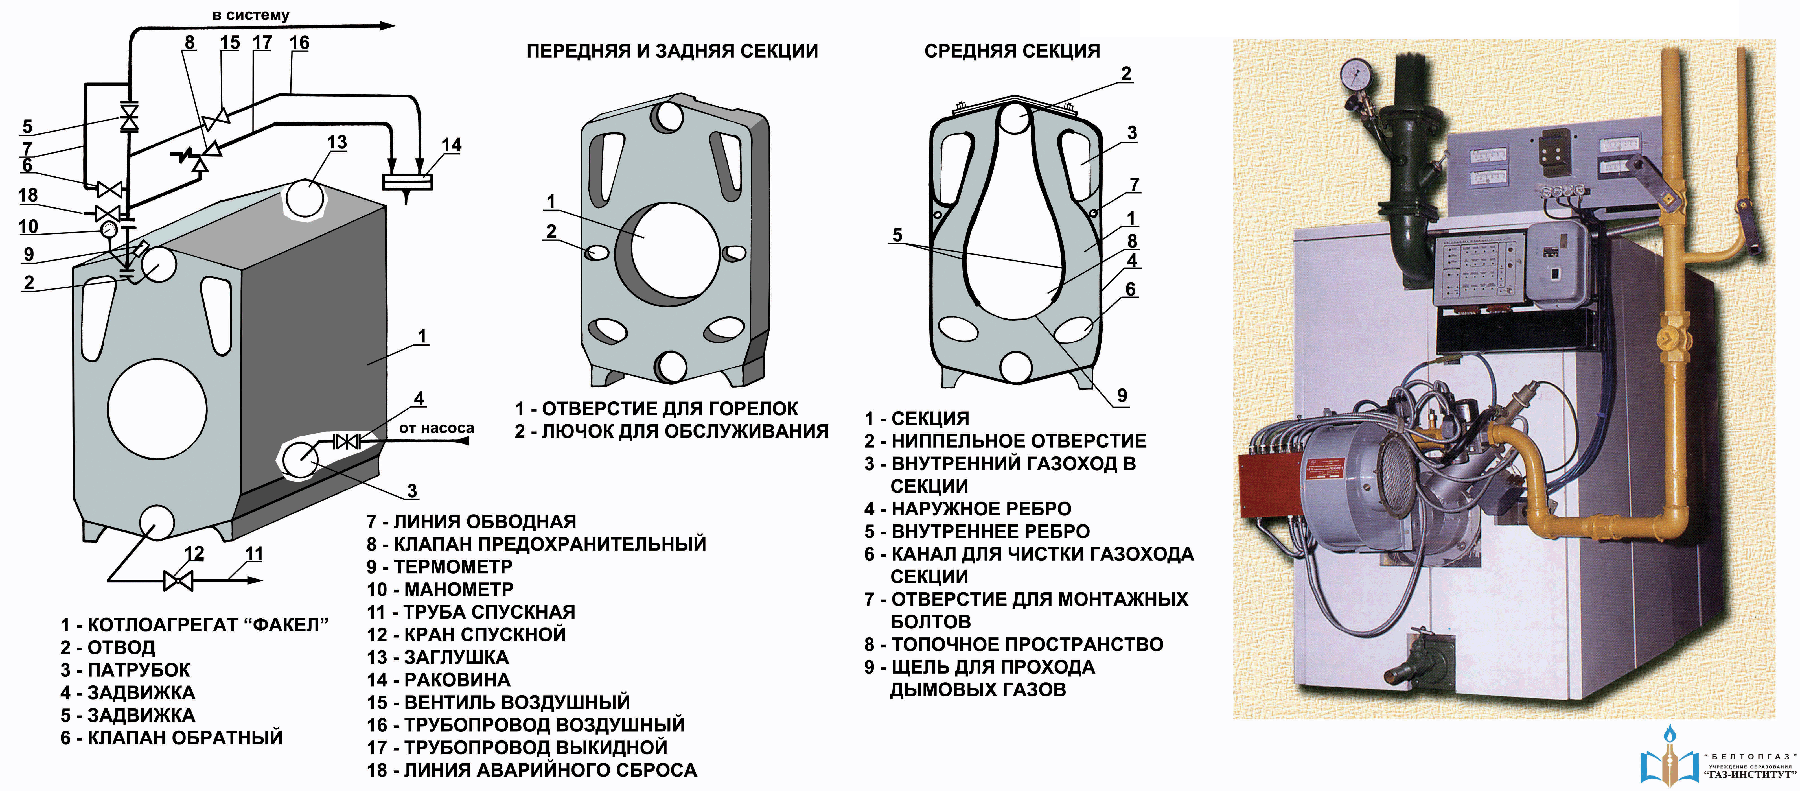 в систему
8
15
17
16
5
7
6
18
10
9
2
13
14
1
4
от насоса
3
12
11
1 - КОТЛОАГРЕГАТ “ФАКЕЛ”
2 - ОТВОД
3 - ПАТРУБОК
4 - ЗАДВИЖКА
5 - ЗАДВИЖКА
6 - КЛАПАН ОБРАТНЫЙ
7 - ЛИНИЯ ОБВОДНАЯ
8 - КЛАПАН ПРЕДОХРАНИТЕЛЬНЫЙ
9 - ТЕРМОМЕТР
10 - МАНОМЕТР
11 - ТРУБА СПУСКНАЯ
12 - КРАН СПУСКНОЙ
13 - ЗАГЛУШКА
14 - РАКОВИНА
15 - ВЕНТИЛЬ ВОЗДУШНЫЙ
16 - ТРУБОПРОВОД ВОЗДУШНЫЙ
17 - ТРУБОПРОВОД ВЫКИДНОЙ
18 - ЛИНИЯ АВАРИЙНОГО СБРОСА
ПЕРЕДНЯЯ И ЗАДНЯЯ СЕКЦИИ
1
2
1 - ОТВЕРСТИЕ ДЛЯ ГОРЕЛОК
2 - ЛЮЧОК ДЛЯ ОБСЛУЖИВАНИЯ
СРЕДНЯЯ СЕКЦИЯ
2
3
7
1
5
8
4
6
9
1 - СЕКЦИЯ
2 - НИППЕЛЬНОЕ ОТВЕРСТИЕ
3 - ВНУТРЕННИЙ ГАЗОХОД В
СЕКЦИИ
4 - НАРУЖНОЕ РЕБРО
5 - ВНУТРЕННЕЕ РЕБРО
6 - КАНАЛ ДЛЯ ЧИСТКИ ГАЗОХОДА
СЕКЦИИ
7 - ОТВЕРСТИЕ ДЛЯ МОНТАЖНЫХ
БОЛТОВ
8 - ТОПОЧНОЕ ПРОСТРАНСТВО
9 - ЩЕЛЬ ДЛЯ ПРОХОДА
ДЫМОВЫХ ГАЗОВ
“БЕЛТОПГАЗ”
УЧРЕЖДЕНИЕ ОБРАЗОВАНИЯ
“ГАЗ-ИНСТИТУТ”